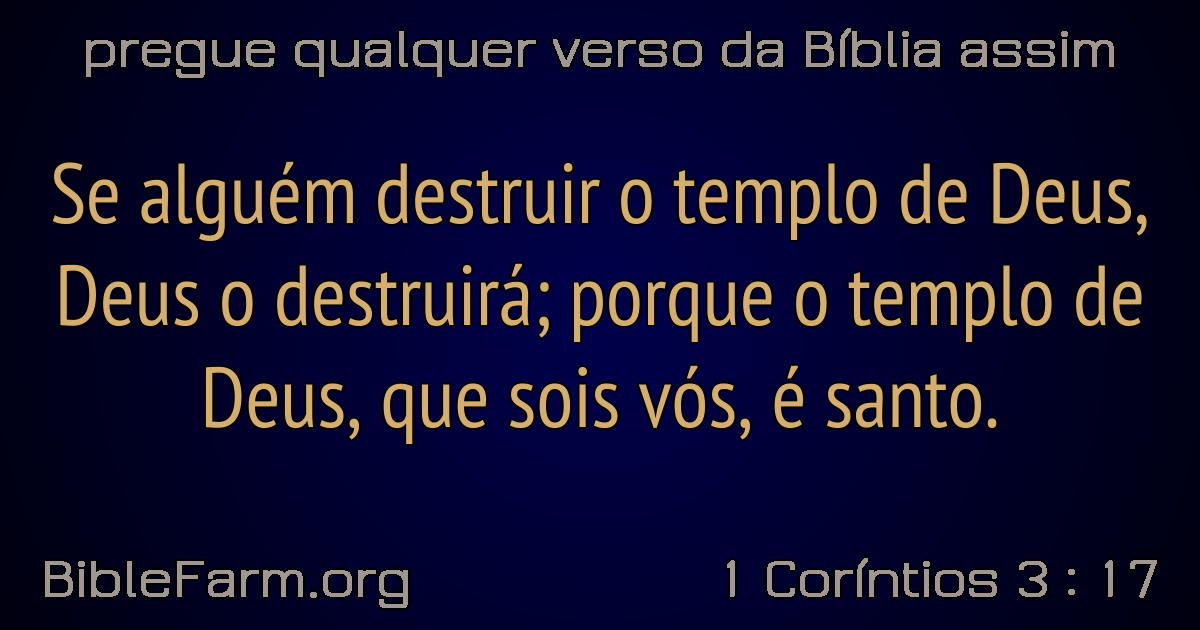 pregue qualquer verso da Bíblia assim
Se alguém destruir o templo de Deus,
Deus o destruirá; porque o templo de
Deus, que sois vós, é santo.
BibleFarm.org
1 Coríntios 3 : 17